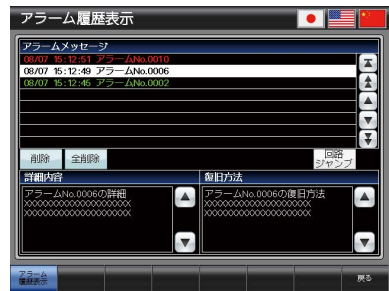 アラーム履歴表示
アラームメッセージ
08/07 15:12:51 アラームNo.0010
08/07 15:12:49 アラームNo.0006
08/07 15:12:45 アラームNo.0002
削除
全削除
回路
ジャンプ
詳細内容
アラームNo.0006の詳細
XXXXXXXXXXXXXXXXXXX
XXXXXXXXXXXXXXXXXXX
復旧方法
アラームNo.0006の復旧方法
XXXXXXXXXXXXXXXXXXX
XXXXXXXXXXXXXXXXXXX
アラーム
履歴表示
戻る